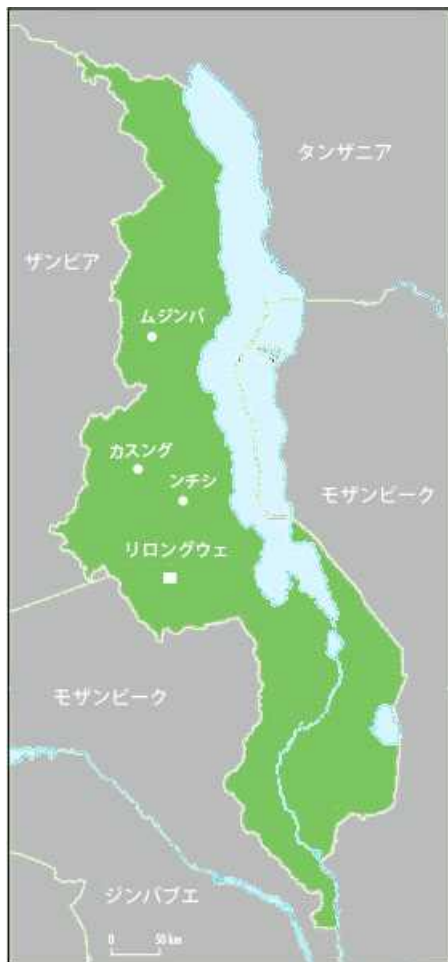 タンザニア
ザンビア
ムジンバ
カスング
ンチシ
モザンビーク
リロングウェ
モザンビーク
ジンバブエ
0 50 km